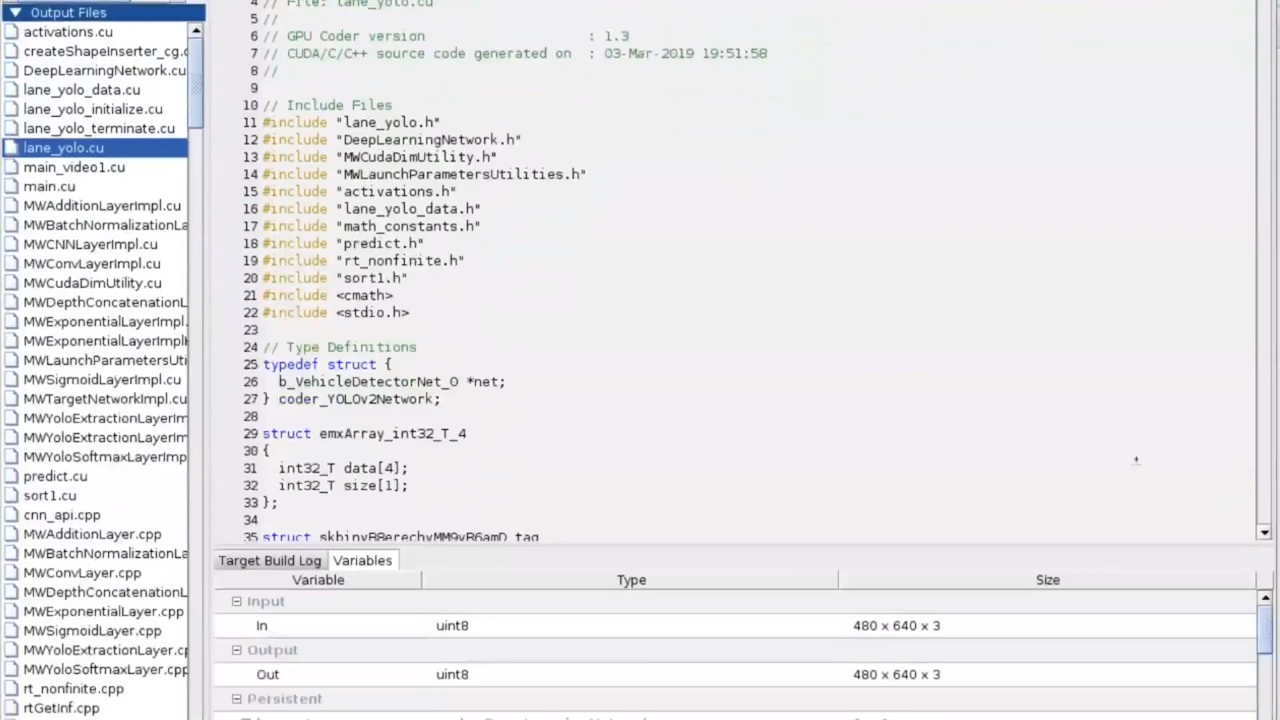 Output Files
activations.cu
createShapeInserter_cg.c
DeepLearningNetwork.cu
lane_yolo_data.cu
lane_yolo_initialize.cu
lane_yolo_terminate.cu
lane_yolo.cu
main_video1.cu
main.cu
MWAdditionLayerImpl.cu
MWBatchNormalizationLa
MWCNNLayerImpl.cu
MWConvLayerImpl.cu
MWCudaDimUtility.cu
MWDepthConcatenationL
MWExponentialLayerImpl.
MWExponentialLayerImpl
MWLaunchParametersUti
MWSigmoidLayerImpl.cu
MWTargetNetworkImpl.cu
MWYoloExtractionLayerIm
MWYoloExtractionLayerIm
MWYoloSoftmaxLayerImp
predict.cu
sort1.cu
cnn_api.cpp
MWAdditionLayer.cpp
MWBatchNormalizationLa
MWConvLayer.cpp
MWDepthConcatenationL
MWExponentialLayer.cpp
MWSigmoidLayer.cpp
MWYoloExtractionLayer.cp
MWYoloSoftmaxLayer.cpp
rt_nonfinite.cpp
rtGetInf.cpp
4 // File: lane_yolo.cu
5 //
6 // GPU Coder version : 1.3
7 // CUDA/C/C++ source code generated on : 03-Mar-2019 19:51:58
8 //
9
10 // Include Files
11 #include "lane_yolo.h"
12 #include "DeepLearningNetwork.h"
13 #include "MWCudaDimUtility.h"
14 #include "MWLaunchParametersUtilities.h"
15 #include "activations.h"
16 #include "lane_yolo_data.h"
17 #include "math_constants.h"
18 #include "predict.h"
19 #include "rt_nonfinite.h"
20 #include "sort1.h"
21 #include <cmath>
22 #include <stdio.h>
23
24 // Type Definitions
25 typedef struct {
26 b_VehicleDetectorNet_O *net;
27 } coder_YOLOv2Network;
28
29 struct emxArray_int32_T_4
30 {
31 int32_T data[4];
32 int32_T size[1];
33 };
34
35 struct
Target Build Log Variables
Variable Type Size
Input
In uint8 480 x 640 x 3
Output
Out uint8 480 x 640 x 3
Persistent